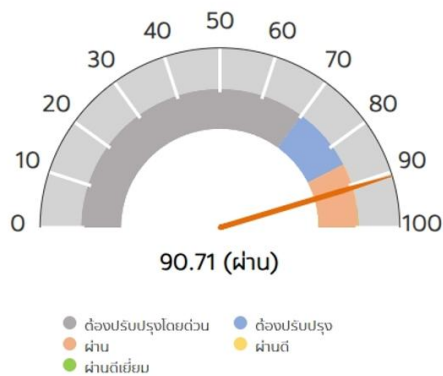 50
40
60
30
70
20
80
10
90
0
100
90.71 (ผ่าน)
ต้องปรับปรุงโดยด่วน
ต้องปรับปรุง
ผ่าน
ผ่านดี
ผ่านดีเยี่ยม